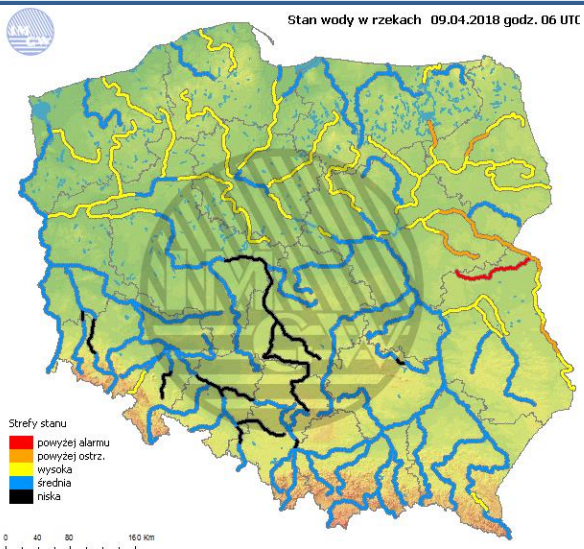 Stan wody w rzekach 09.04.2018 godz. 06 UTC
IMGW
Strefy stanu
powyżej alarmu
powyżej ostrz.
wysoka
średnia
niska
0 40 80 160 Km